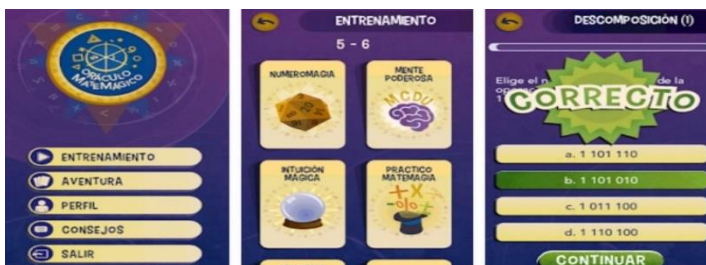 ORÁCULO
MATEMÁGICO
ENTRENAMIENTO
AVENTURA
PERFIL
CONSEJOS
SALIR
ENTRENAMIENTO
5 - 6
NUMEROMAGIA
MENTE
PODEROSA
MCDU
INTUICIÓN
MÁGICA
PRÁCTICO
MATEMAGIA
DESCOMPOSICIÓN (I)
Elige el
de la
CORRECTO
a. 1 101 110
b. 1 101 010
c. 1 011 100
d. 1 110 100
CONTINUAR